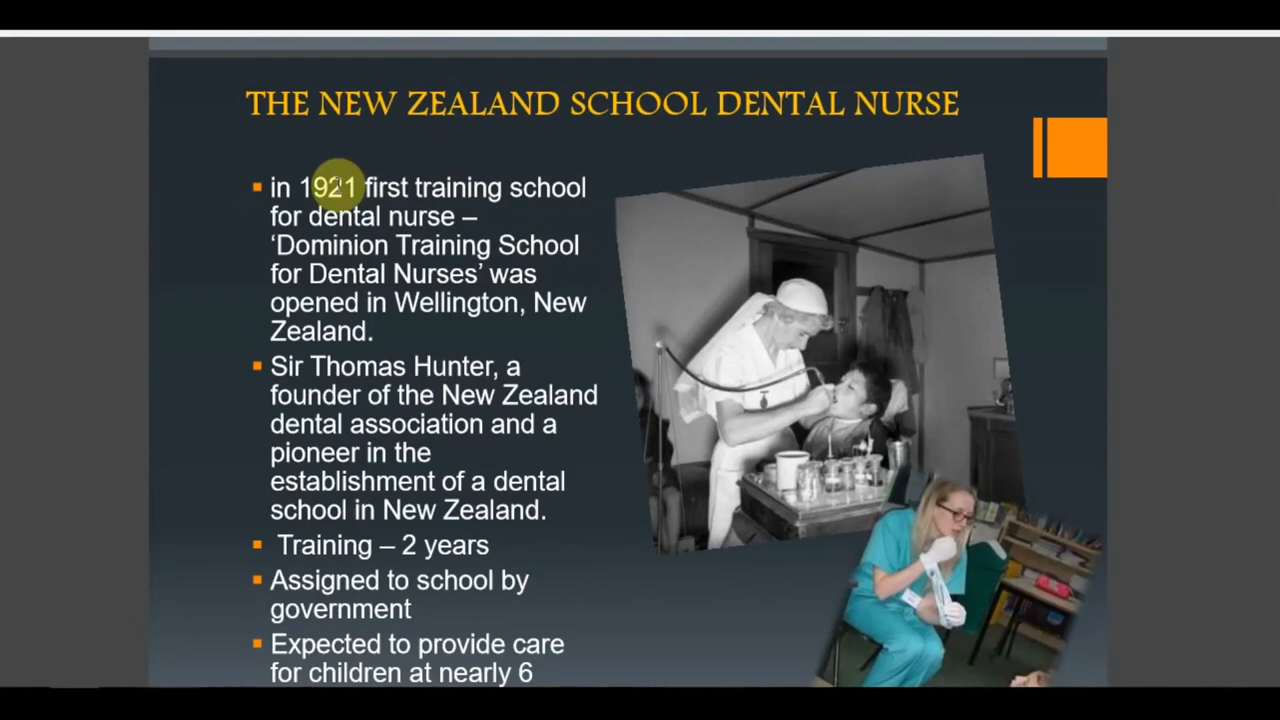 THE NEW ZEALAND SCHOOL DENTAL NURSE
in 1921 first training school
for dental nurse –
‘Dominion Training School
for Dental Nurses’ was
opened in Wellington, New
Zealand.
Sir Thomas Hunter, a
founder of the New Zealand
dental association and a
pioneer in the
establishment of a dental
school in New Zealand.
Training – 2 years
Assigned to school by
government
Expected to provide care
for children at nearly 6